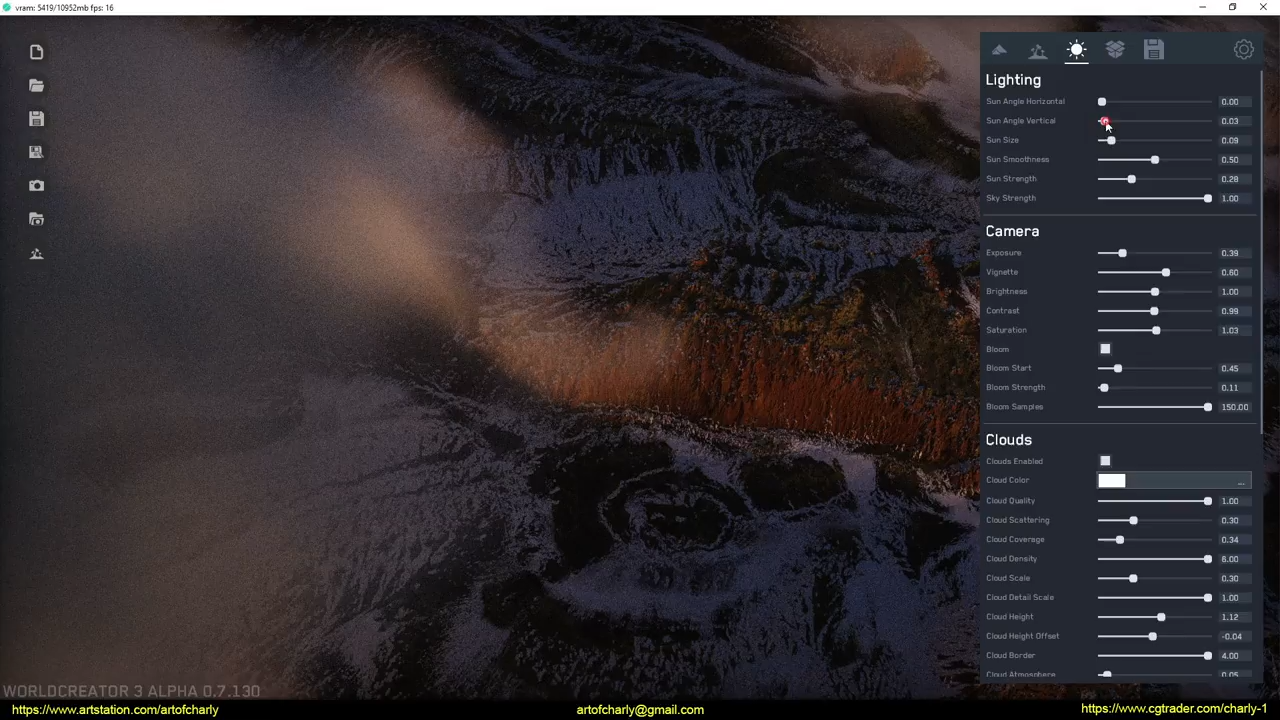 vram: 5419/10952mb fps: 16
Lighting
Sun Angle Horizontal 0.00
Sun Angle Vertical 0.03
Sun Size 0.09
Sun Smoothness 0.50
Sun Strength 0.28
Sky Strength 1.00
Camera
Exposure 0.39
Vignette 0.60
Brightness 1.00
Contrast 0.99
Saturation 1.03
Bloom
Bloom Start 0.45
Bloom Strength 0.11
Bloom Samples 150.00
Clouds
Clouds Enabled
Cloud Color ...
Cloud Quality 1.00
Cloud Scattering 0.30
Cloud Coverage 0.34
Cloud Density 6.00
Cloud Scale 0.30
Cloud Detail Scale 1.00
Cloud Height 1.12
Cloud Height Offset -0.04
Cloud Border 4.00
Cloud Atmosphere 0.05
WORLDCREATOR 3 ALPHA 0.7.130
https://www.artstation.com/artofcharly artofcharly@gmail.com https://www.cgtrader.com/charly-1